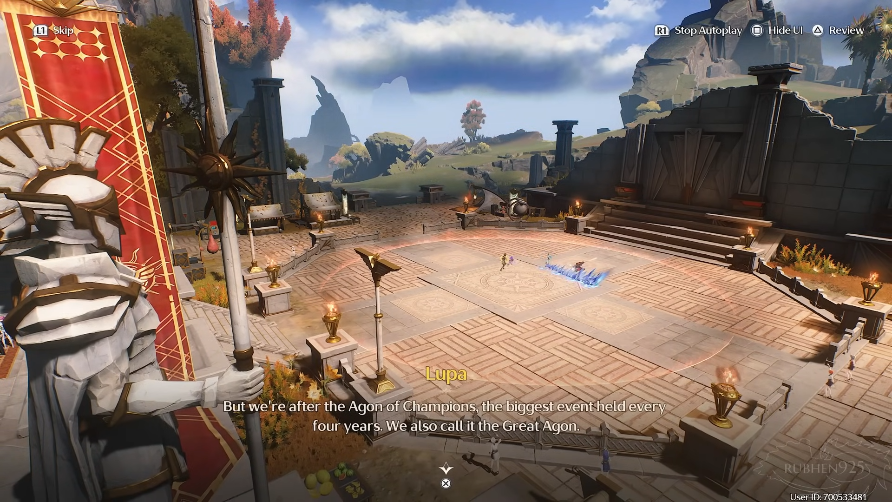 L1 Skip
R1 Stop Autoplay Hide UI Review
Lupa
But we're after the Agon of Champions, the biggest event held every
four years. We also call it the Great Agon.
RUBHEN925
User ID: 700533481